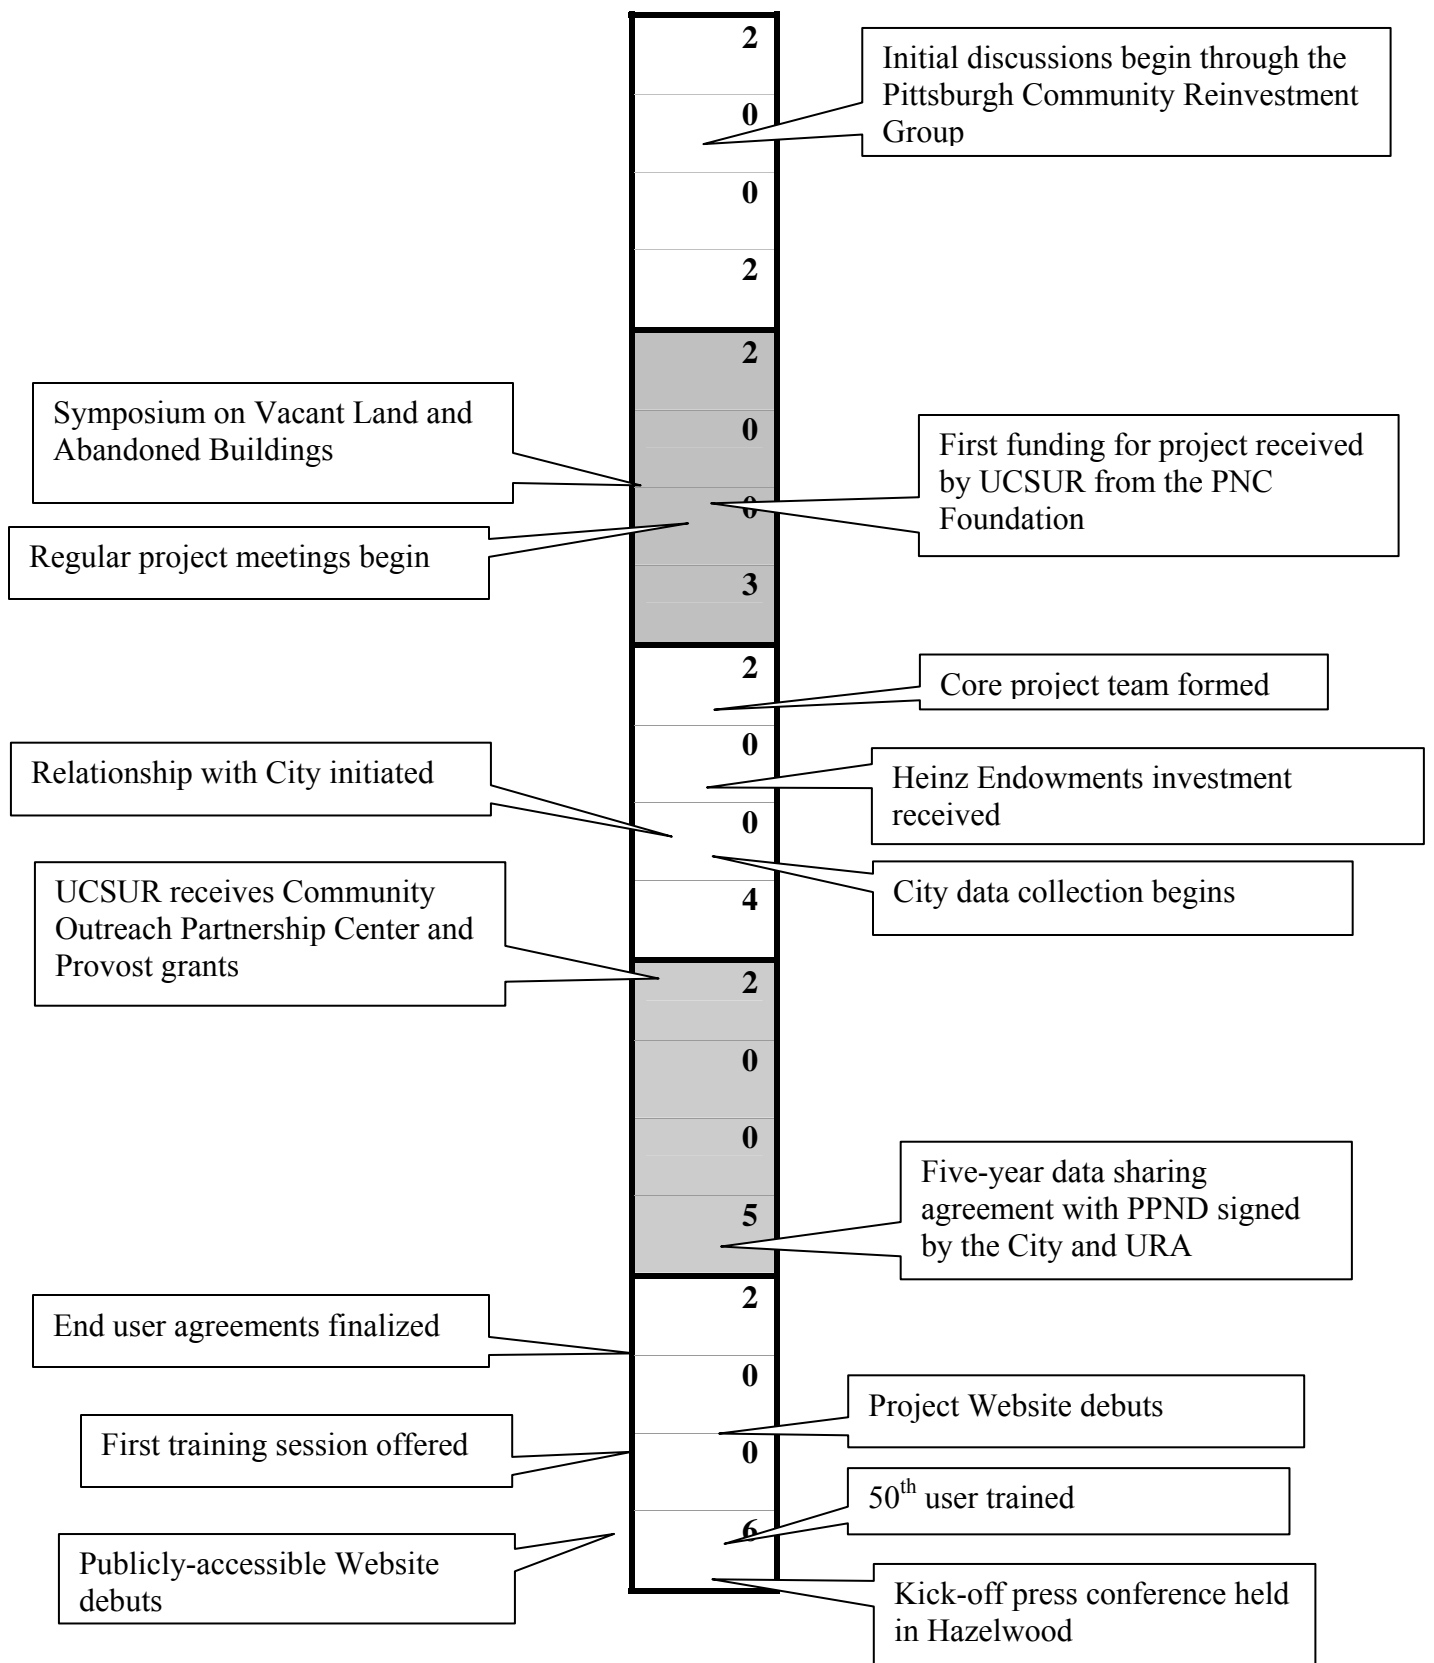 2
Initial discussions begin through the
Pittsburgh Community Reinvestment
Group
0
0
2
2
Symposium on Vacant Land and
Abandoned Buildings
0
First funding for project received
by UCSUR from the PNC
Foundation
0
Regular project meetings begin
3
2
Core project team formed
0
Relationship with City initiated
Heinz Endowments investment
received
0
City data collection begins
UCSUR receives Community
Outreach Partnership Center and
Provost grants
4
2
0
0
Five-year data sharing
agreement with PPND signed
by the City and URA
5
2
End user agreements finalized
0
Project Website debuts
First training session offered
0
50th user trained
6
Publicly-accessible Website
debuts
Kick-off press conference held
in Hazelwood